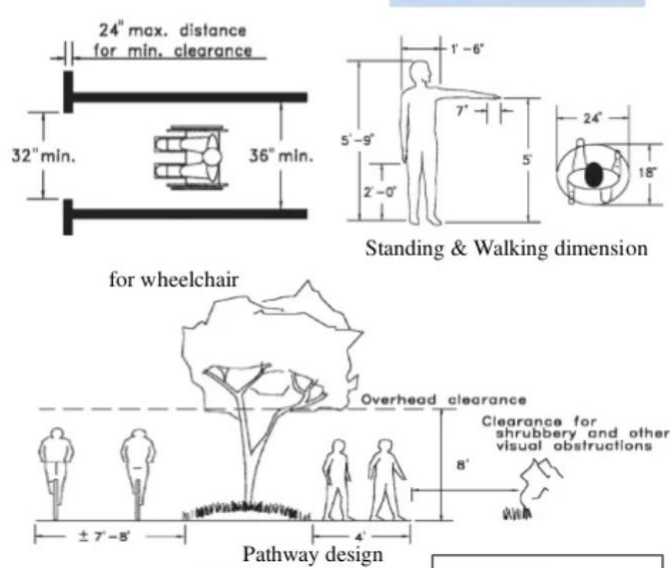 24" max. distance
for min. clearance
32" min.
36" min.
for wheelchair
1'-6"
7"
5'-9"
2'-0"
5'
24"
18"
Standing & Walking dimension
Overhead clearance
Clearance for
shrubbery and other
visual obstructions
8'
± 7'-8'
4'
Pathway design